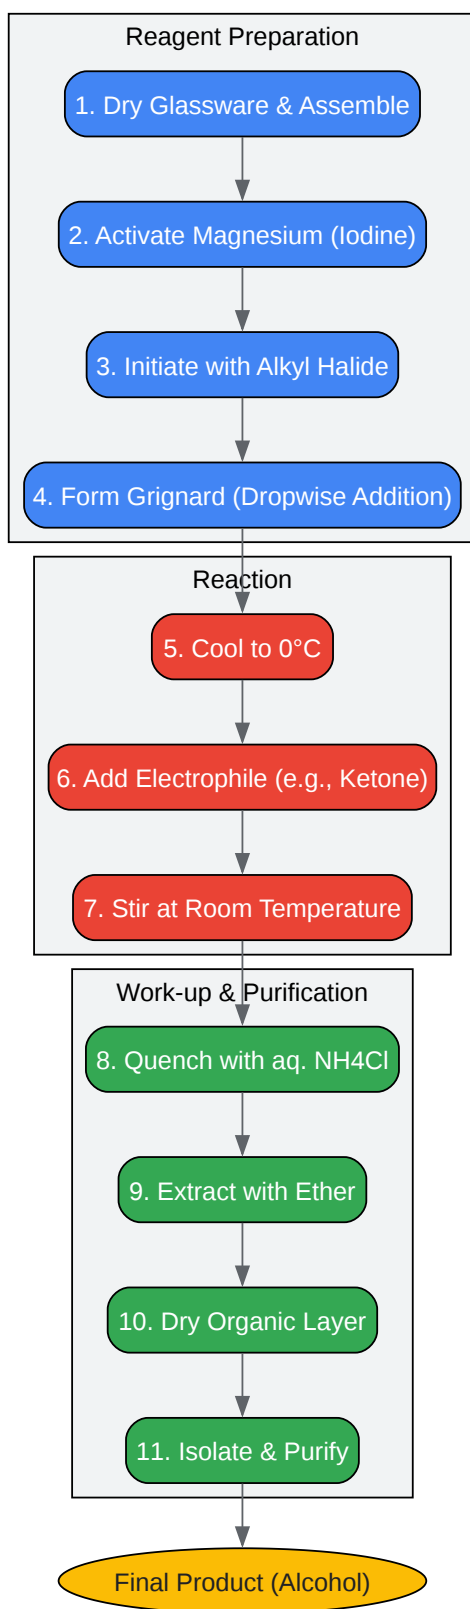 Reagent Preparation
1. Dry Glassware & Assemble
2. Activate Magnesium (Iodine)
3. Initiate with Alkyl Halide
4. Form Grignard (Dropwise Addition)
Reaction
5. Cool to 0°C
6. Add Electrophile (e.g., Ketone)
7. Stir at Room Temperature
Work-up & Purification
8. Quench with aq. NH4Cl
9. Extract with Ether
10. Dry Organic Layer
11. Isolate & Purify
Final Product (Alcohol)